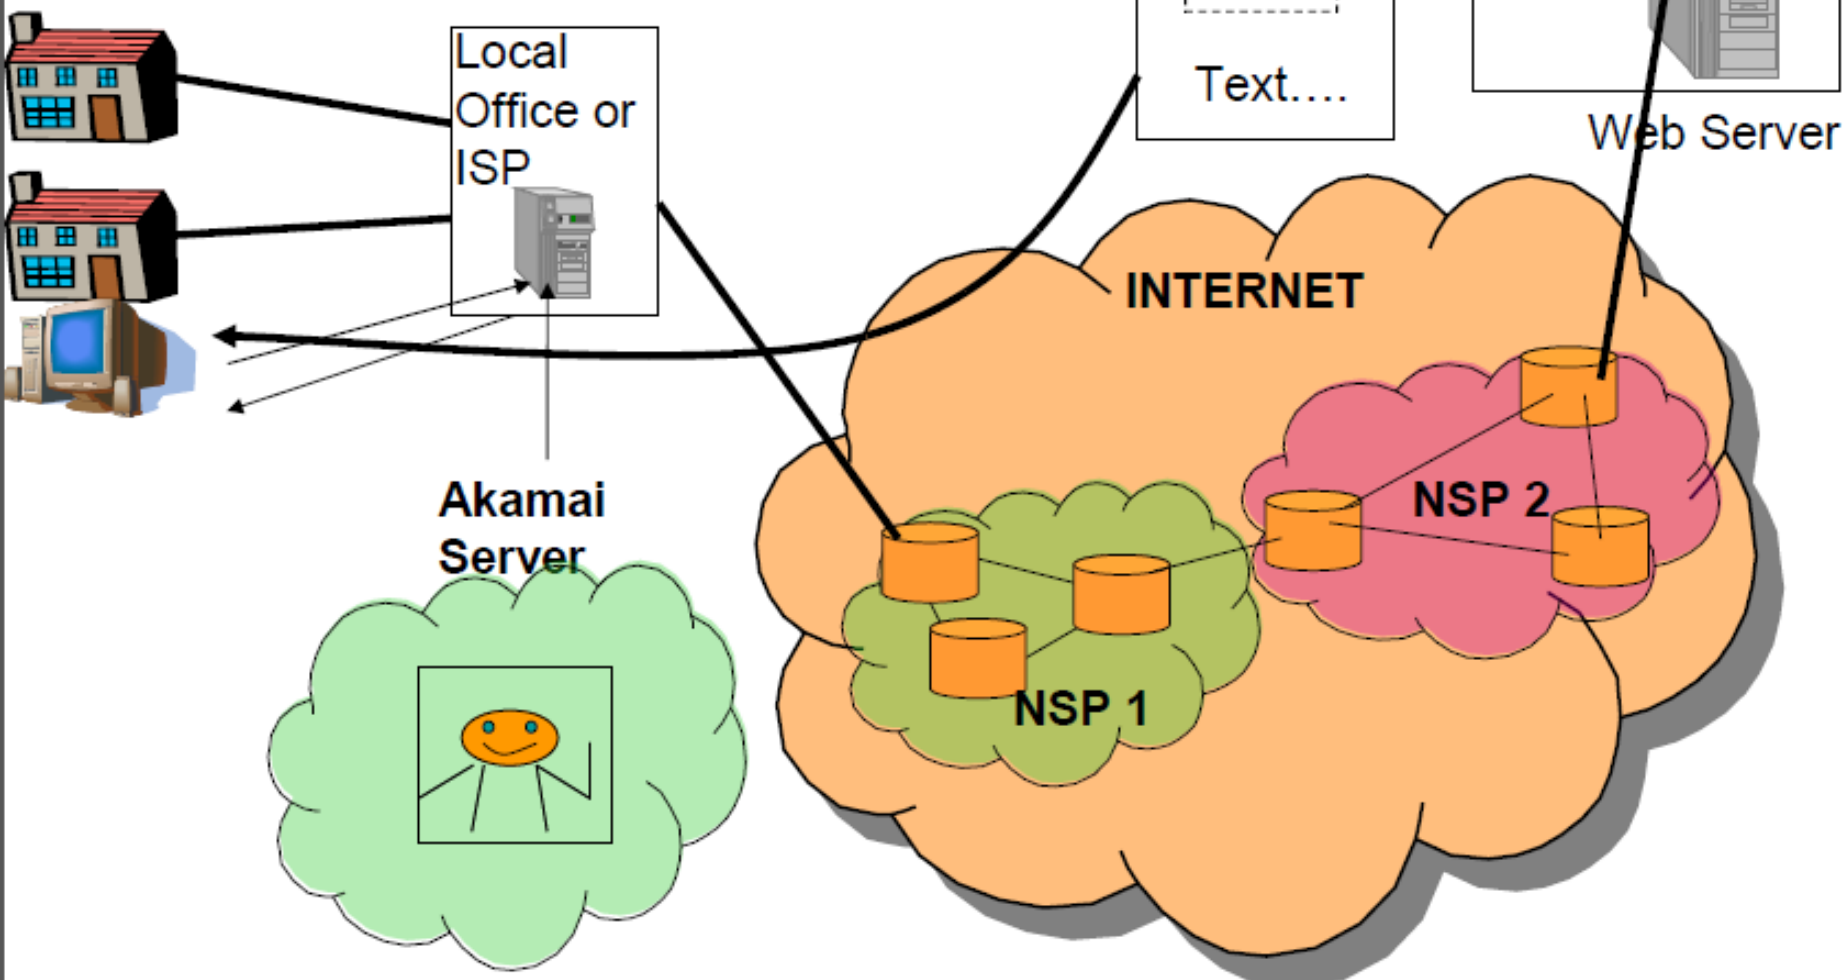 Local
Office or
ISP
Text....
Web Server
INTERNET
NSP 2
Akamai
Server
NSP 1